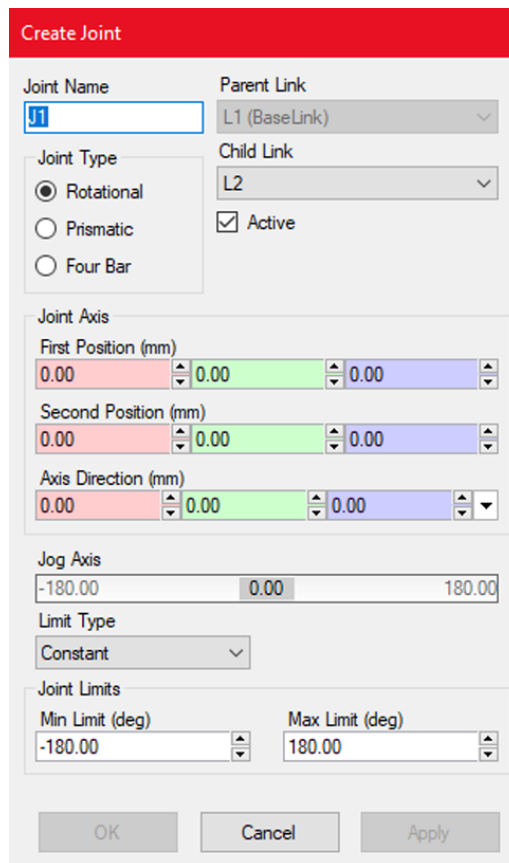 Create Joint
Joint Name
J1
Parent Link
L1 (BaseLink)
Joint Type
Rotational
Prismatic
Four Bar
Child Link
L2
Active
Joint Axis
First Position (mm)
0.00 0.00 0.00
Second Position (mm)
0.00 0.00 0.00
Axis Direction (mm)
0.00 0.00 0.00
Jog Axis
-180.00 0.00 180.00
Limit Type
Constant
Joint Limits
Min Limit (deg) Max Limit (deg)
-180.00 180.00
OK Cancel Apply